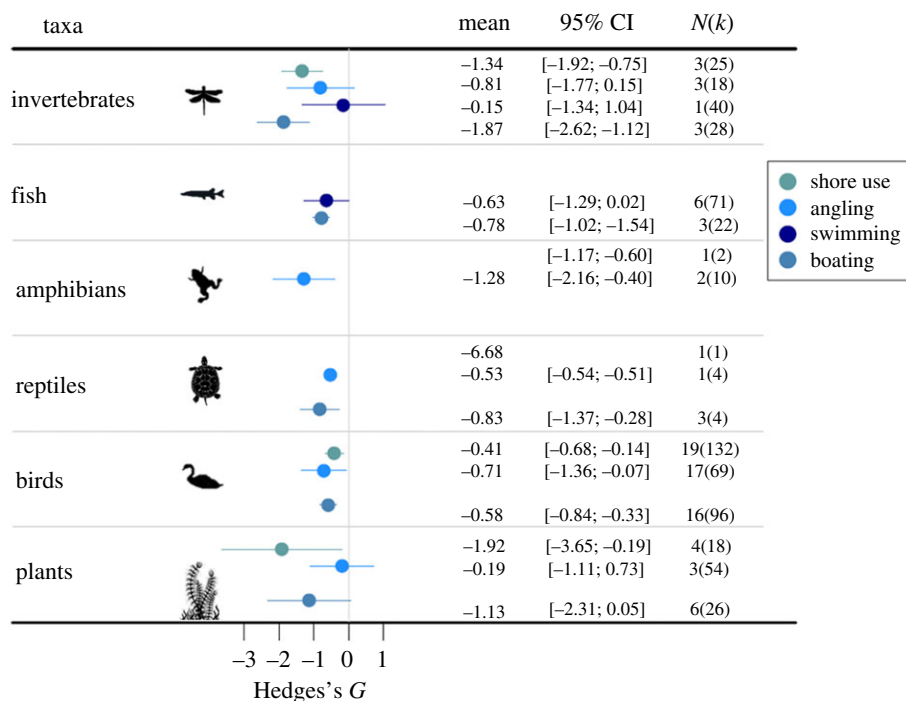 taxa mean 95% CI N(k)
–1.34 [–1.92; –0.75] 3(25)
–0.81 [–1.77; 0.15] 3(18)
invertebrates
–0.15 [–1.34; 1.04] 1(40)
–1.87 [–2.62; –1.12] 3(28)
fish
–0.63 [–1.29; 0.02] 6(71)
–0.78 [–1.02; –1.54] 3(22)
[–1.17; –0.60] 1(2)
amphibians –1.28 [–2.16; –0.40] 2(10)
–6.68 1(1)
reptiles –0.53 [–0.54; –0.51] 1(4)
–0.83 [–1.37; –0.28] 3(4)
–0.41 [–0.68; –0.14] 19(132)
birds –0.71 [–1.36; –0.07] 17(69)
–0.58 [–0.84; –0.33] 16(96)
–1.92 [–3.65; –0.19] 4(18)
plants –0.19 [–1.11; 0.73] 3(54)
–1.13 [–2.31; 0.05] 6(26)
shore use
angling
swimming
boating
–3 –2 –1 0 1
Hedges's G